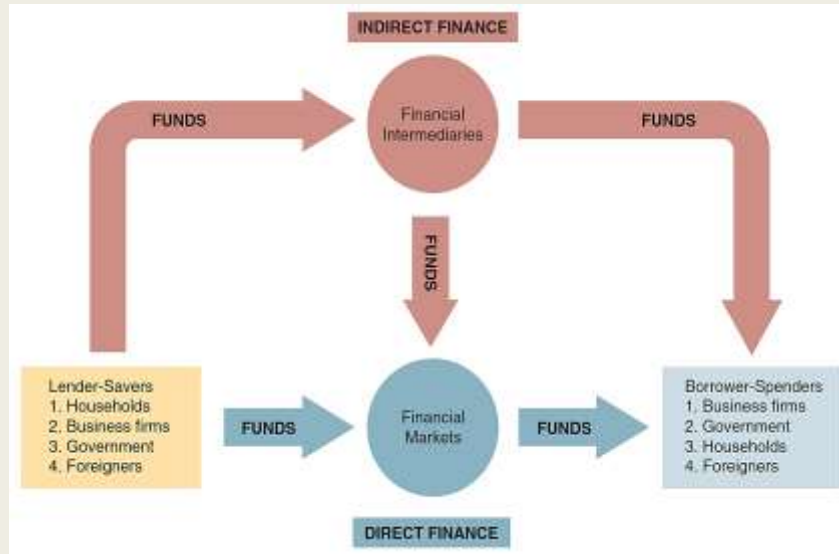 INDIRECT FINANCE
Financial
Intermediaries
FUNDS
FUNDS
FUNDS
Lender-Savers
1. Households
2. Business firms
3. Government
4. Foreigners
FUNDS
Financial
Markets
FUNDS
Borrower-Spenders
1. Business firms
2. Government
3. Households
4. Foreigners
DIRECT FINANCE